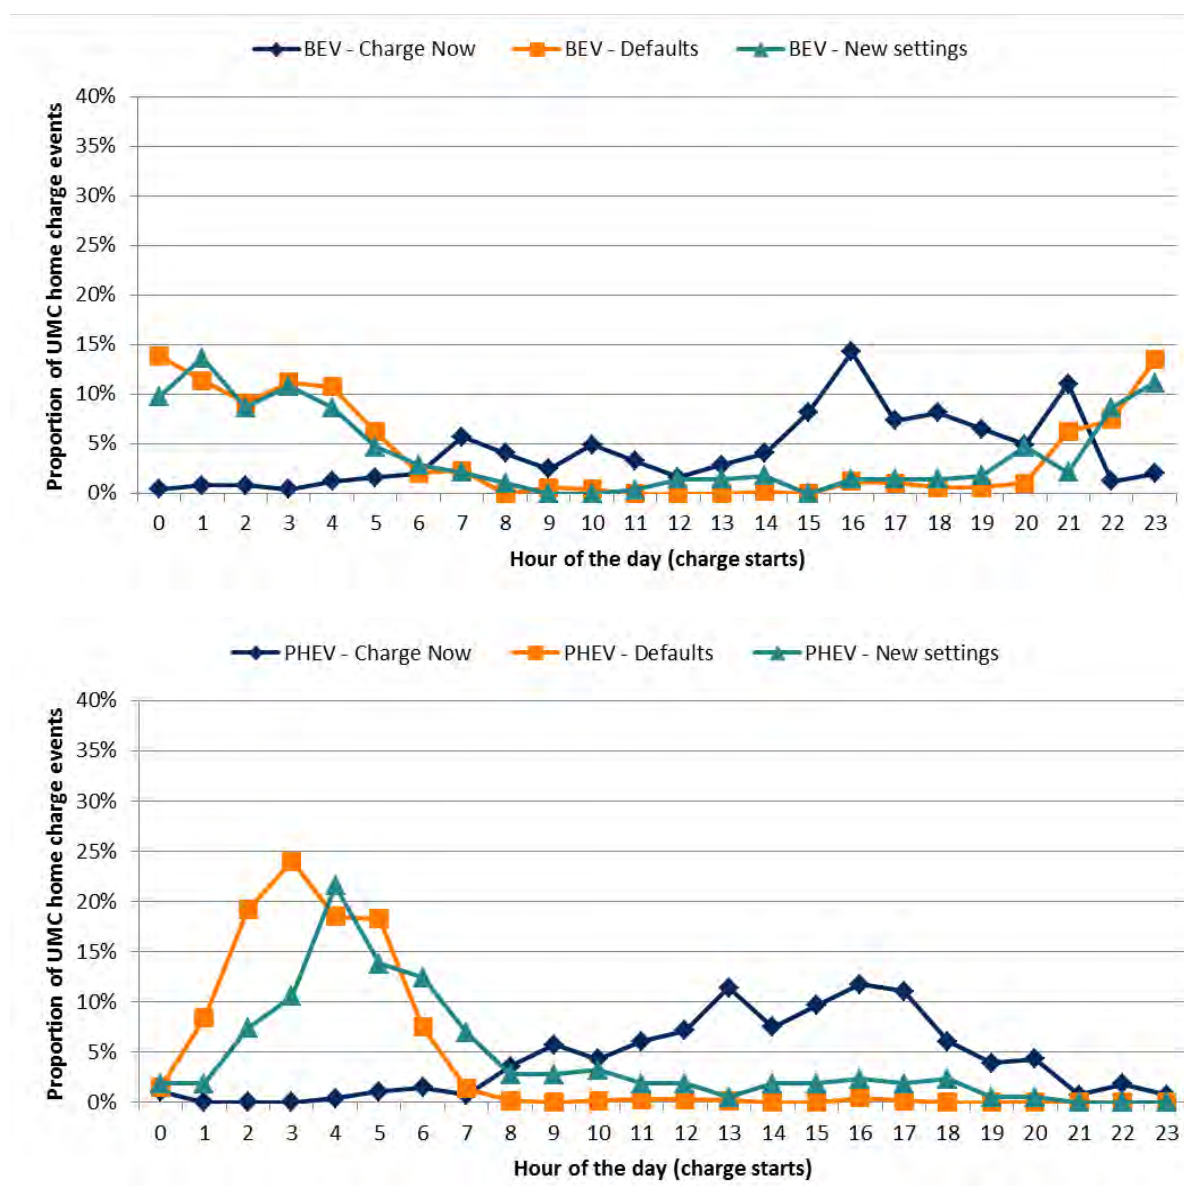 BEV - Charge Now BEV - Defaults BEV - New settings
Proportion of UMC home charge events
40%
35%
30%
25%
20%
15%
10%
5%
0%
0 1 2 3 4 5 6 7 8 9 10 11 12 13 14 15 16 17 18 19 20 21 22 23
Hour of the day (charge starts)
PHEV - Charge Now PHEV - Defaults PHEV - New settings
Proportion of UMC home charge events
40%
35%
30%
25%
20%
15%
10%
5%
0%
0 1 2 3 4 5 6 7 8 9 10 11 12 13 14 15 16 17 18 19 20 21 22 23
Hour of the day (charge starts)